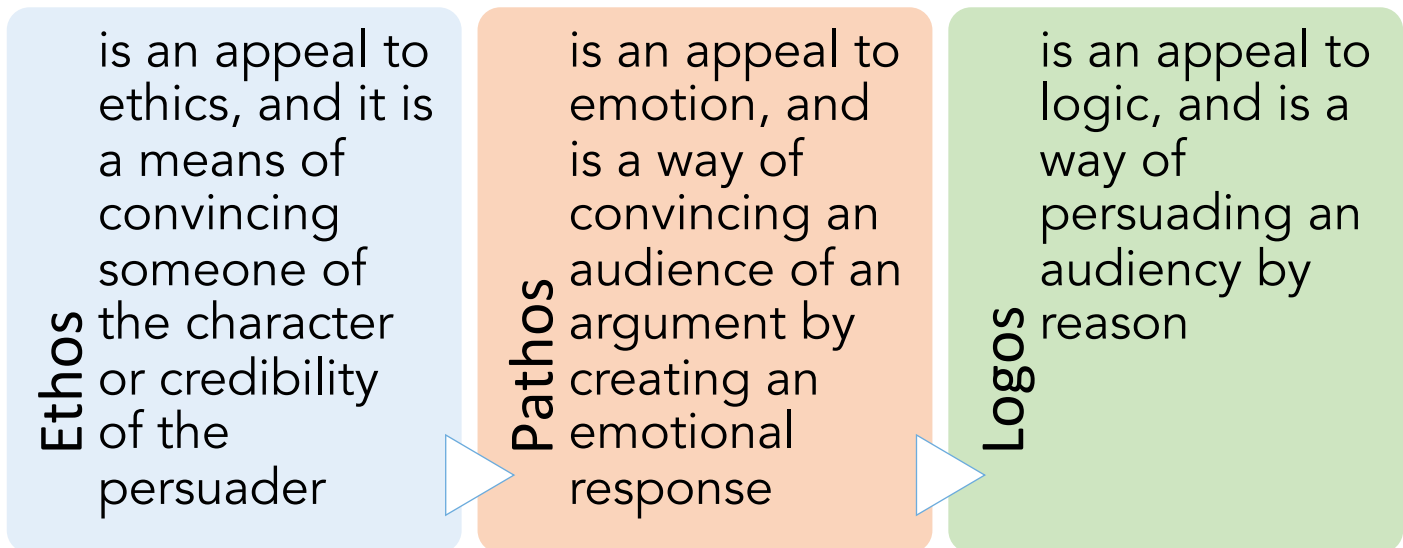 Ethos
is an appeal to
ethics, and it is
a means of
convincing
someone of
the character
or credibility
of the
persuader
Pathos
is an appeal to
emotion, and
is a way of
convincing an
audience of an
argument by
creating an
emotional
response
Logos
is an appeal to
logic, and is a
way of
persuading an
audiency by
reason